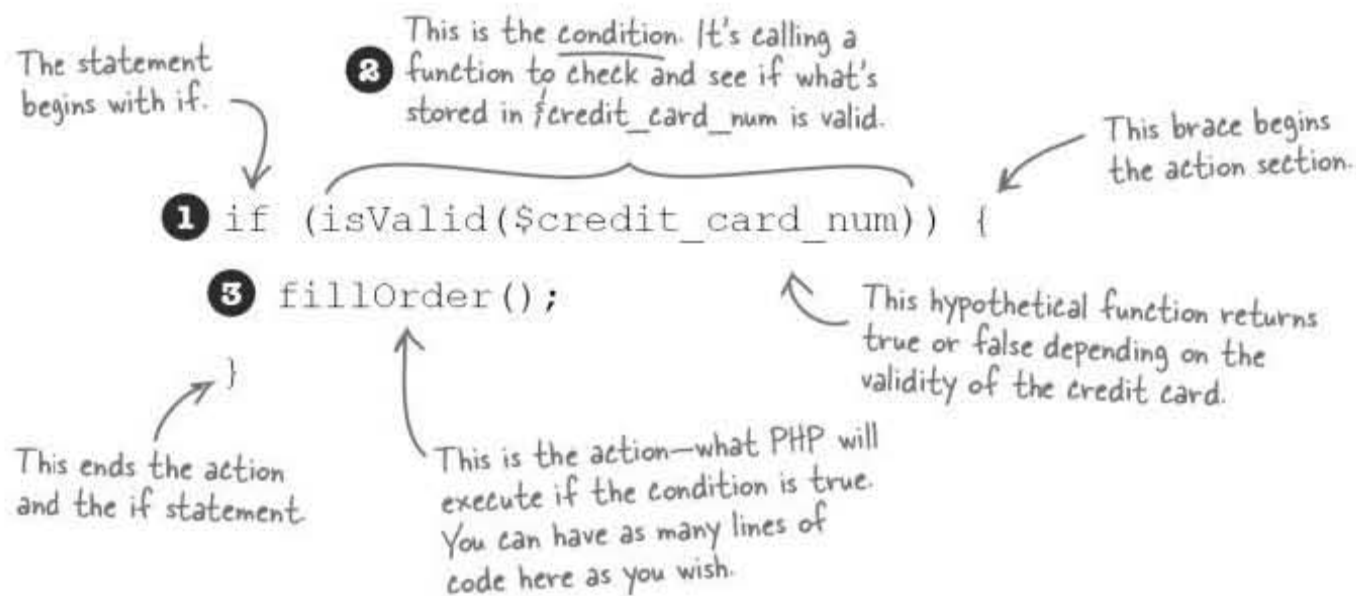 The statement
begins with if.
2 This is the condition. It's calling a
function to check and see if what's
stored in $credit_card_num is valid.
This brace begins
the action section.
1 if (isValid($credit_card_num)) {
3 fillOrder();
}
This hypothetical function returns
true or false depending on the
validity of the credit card.
This ends the action
and the if statement.
This is the action—what PHP will
execute if the condition is true.
You can have as many lines of
code here as you wish.